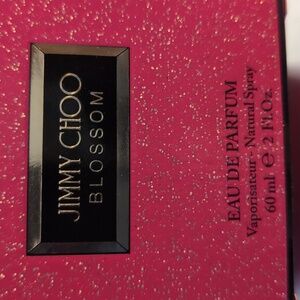 JIMMY CHOO
BLOSSOM
EAU DE PARFUM
Vaporisateur - Natural Spray
60 ml ℮ 2 Fl.Oz.